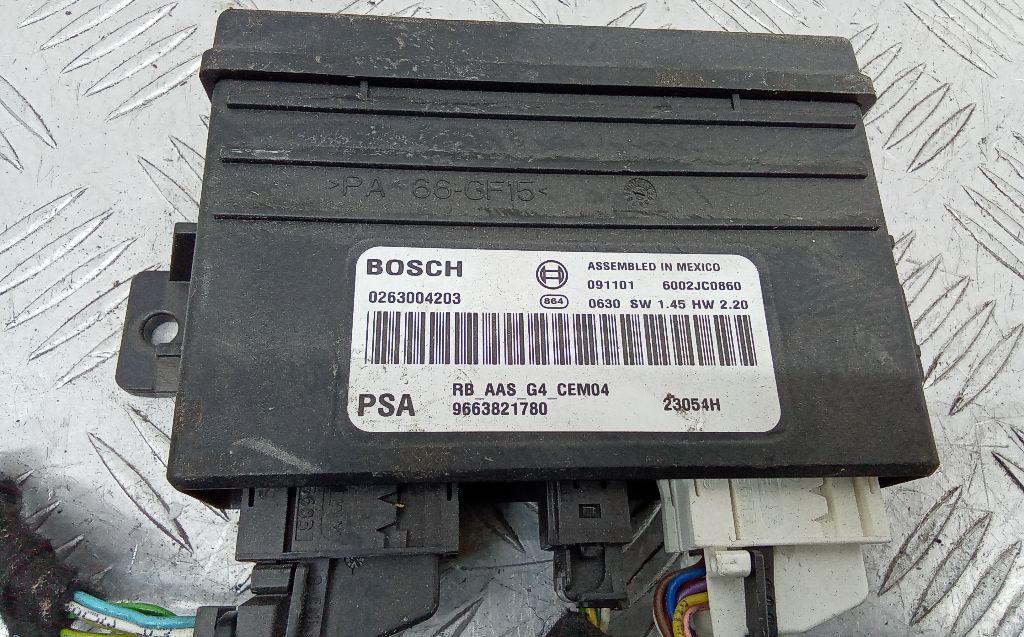 >PA 66-GF15<
BOSCH
ASSEMBLED IN MEXICO
091101 6002JC0860
0263004203
864
0630 SW 1.45 HW 2.20
RB_AAS_G4_CEM04
PSA
9663821780
23054H